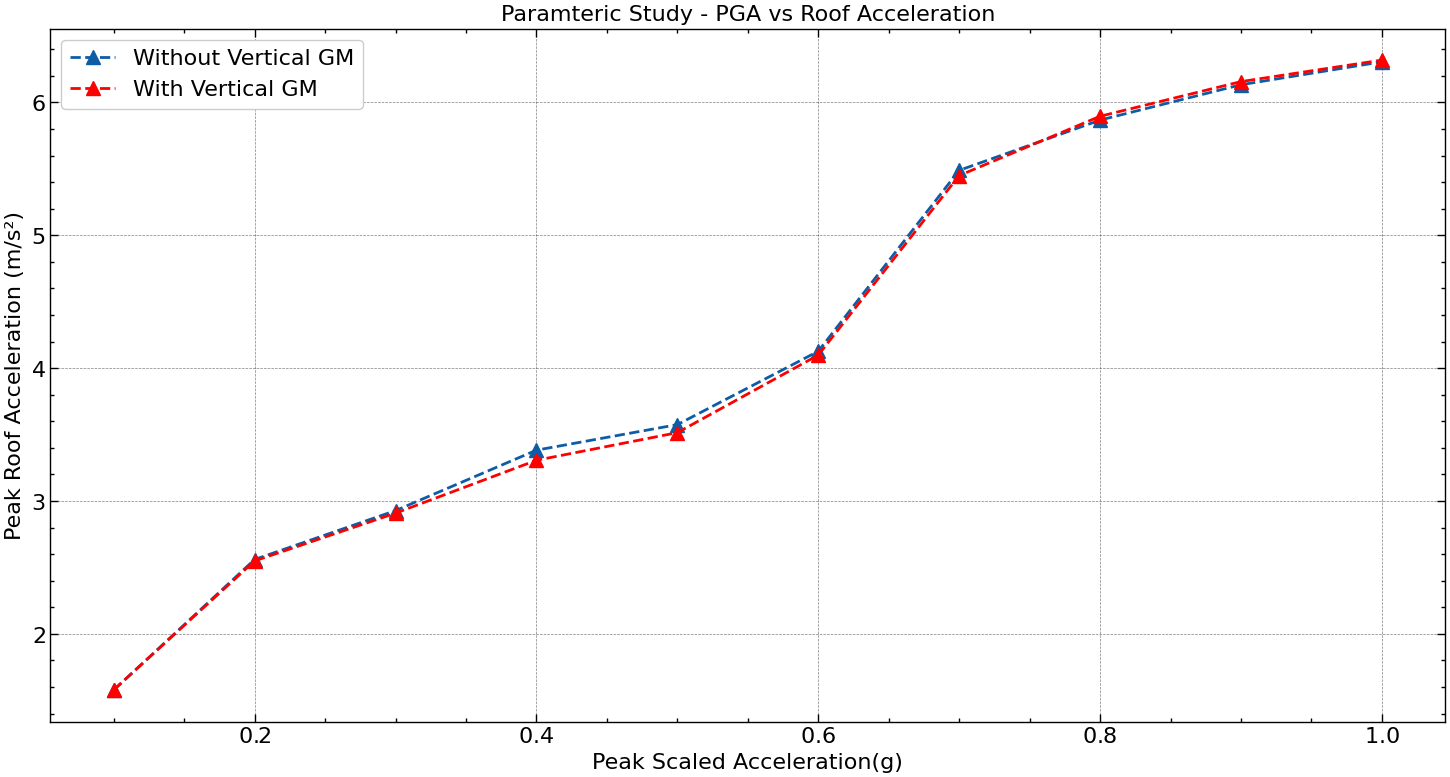 Paramteric Study - PGA vs Roof Acceleration
Without Vertical GM
With Vertical GM
Peak Roof Acceleration (m/s²)
6
5
4
3
2
0.2
0.4
0.6
0.8
1.0
Peak Scaled Acceleration(g)